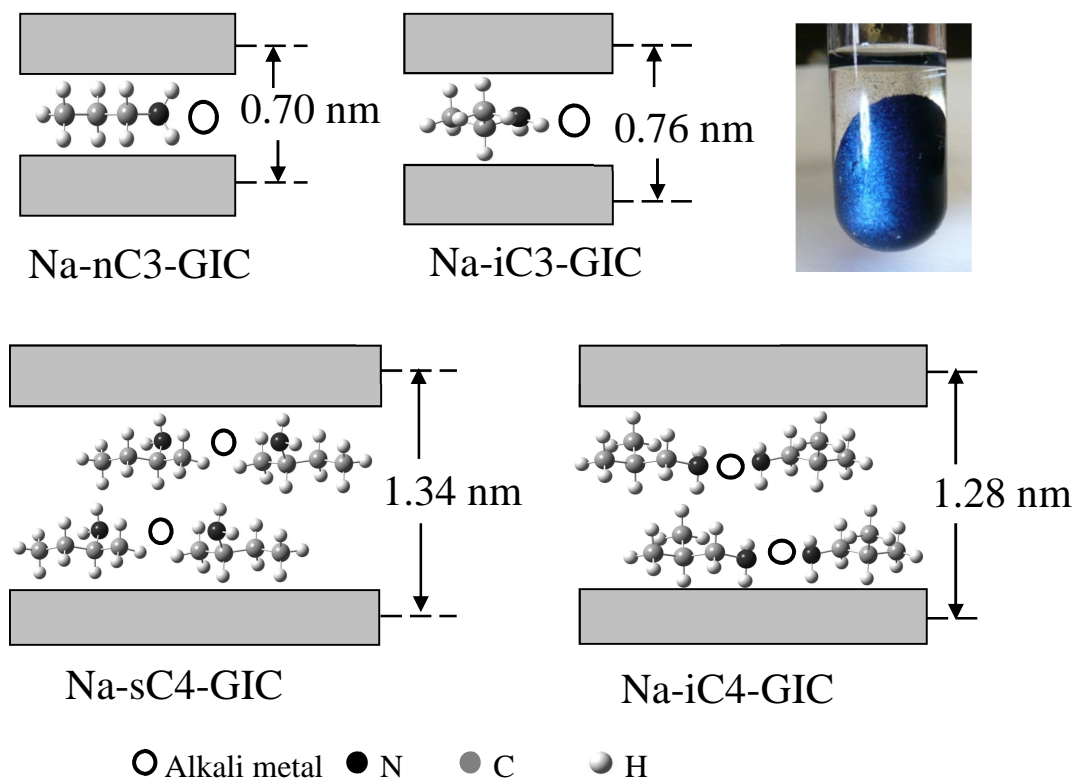 0.70 nm
0.76 nm
Na-nC3-GIC
Na-iC3-GIC
1.34 nm
1.28 nm
Na-sC4-GIC
Na-iC4-GIC
Alkali metal N C H